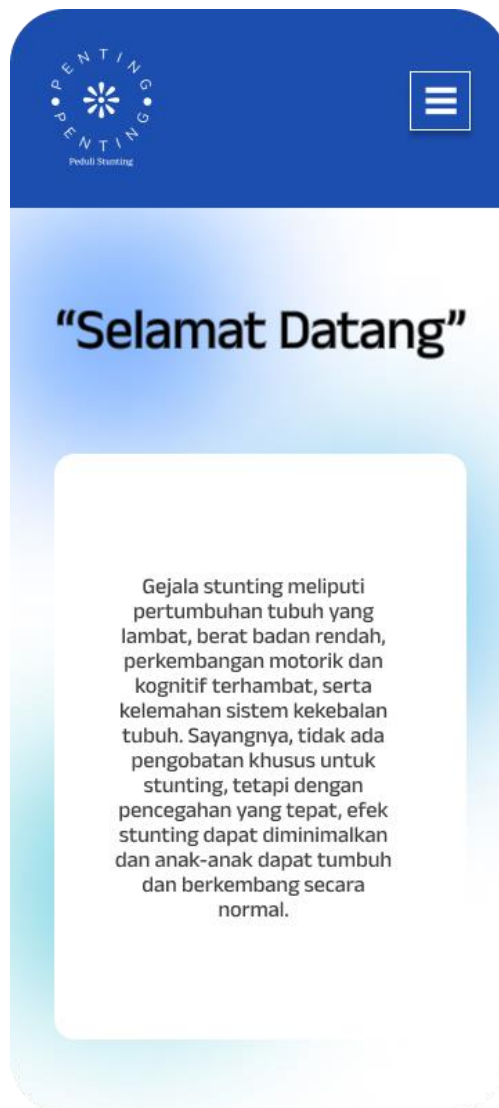 PENTING
PENTING
Peduli Stunting
“Selamat Datang”
Gejala stunting meliputi
pertumbuhan tubuh yang
lambat, berat badan rendah,
perkembangan motorik dan
kognitif terhambat, serta
kelemahan sistem kekebalan
tubuh. Sayangnya, tidak ada
pengobatan khusus untuk
stunting, tetapi dengan
pencegahan yang tepat, efek
stunting dapat diminimalkan
dan anak-anak dapat tumbuh
dan berkembang secara
normal.